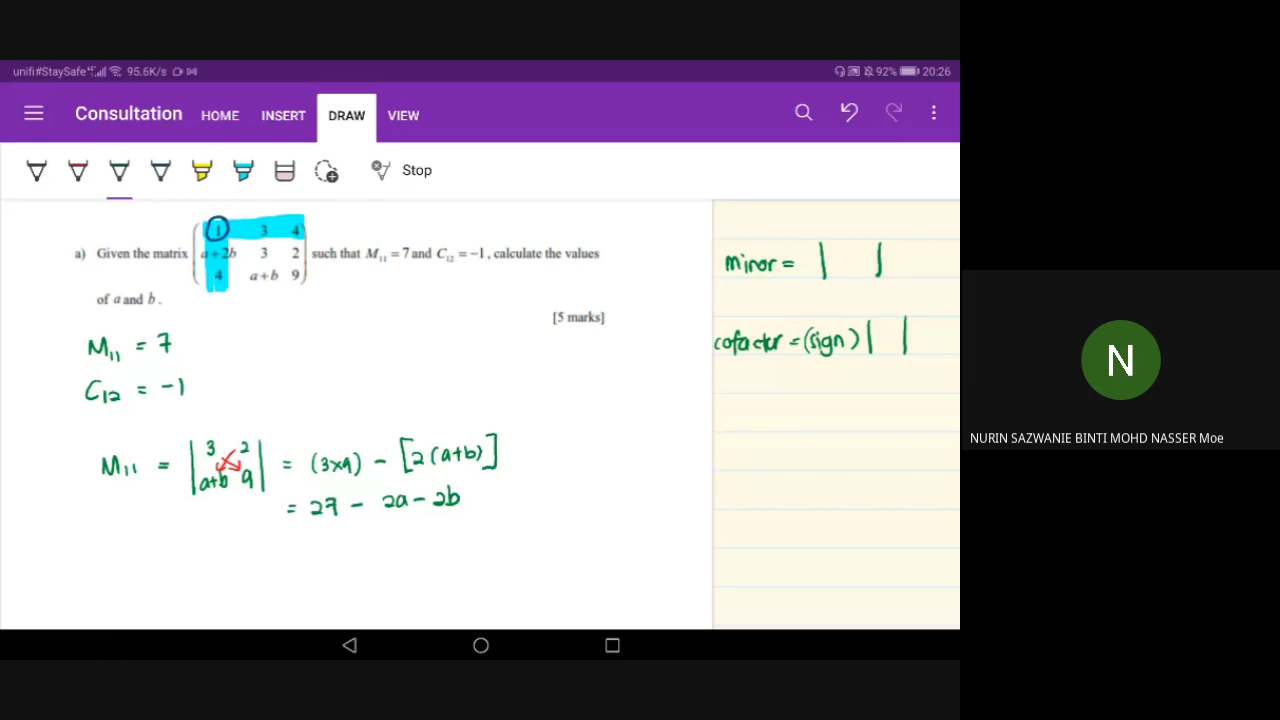 unifi#StaySafe 4G 95.6K/s 92% 20:26
Consultation HOME INSERT DRAW VIEW
Stop
1 3 4
a) Given the matrix a + 2b 3 2 such that M₁₁ = 7 and C₁₂ = −1, calculate the values
4 a + b 9
of a and b.
[5 marks]
M₁₁ = 7
C₁₂ = -1
M₁₁ = | 3 2 | = (3x9) - [2(a+b)]
| a+b 9 |
= 27 - 2a - 2b
minor = | |
cofactor = (sign) | |
N
NURIN SAZWANIE BINTI MOHD NASSER Moe